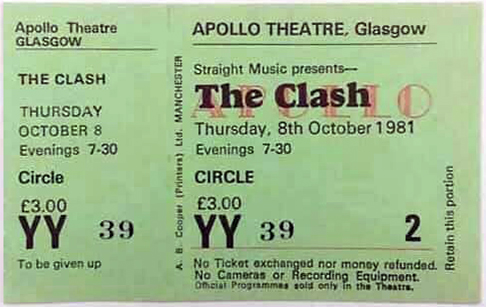 Apollo Theatre
GLASGOW
THE CLASH
THURSDAY
OCTOBER 8
Evenings 7-30
Circle
£3.00
YY 39
To be given up
A. B. Cooper (Printers) Ltd. MANCHESTER
APOLLO THEATRE, Glasgow
Straight Music presents—
APOLLO
The Clash
Thursday, 8th October 1981
Evenings 7-30
CIRCLE
£3.00
YY 39 2
No Ticket exchanged nor money refunded.
No Cameras or Recording Equipment.
Official Programmes sold only in the Theatre.
Retain this portion